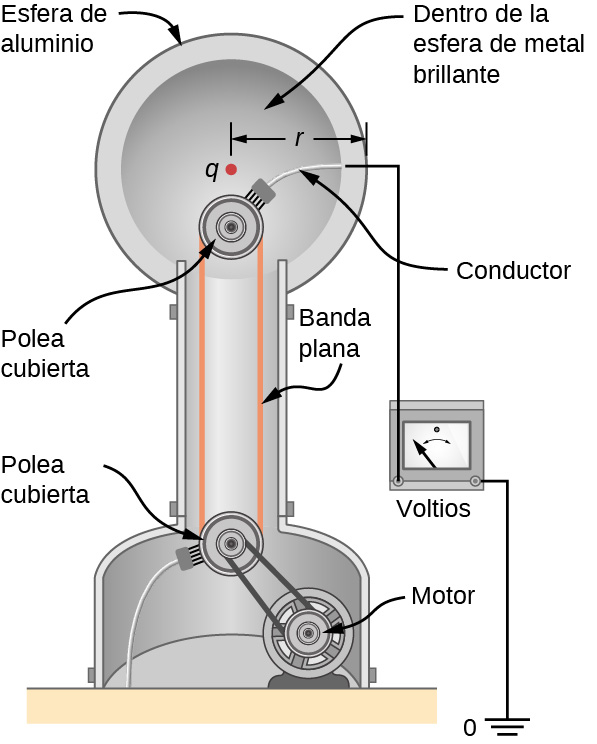 Esfera de
aluminio
Dentro de la
esfera de metal
brillante
r
q
Conductor
Polea
cubierta
Banda
plana
Polea
cubierta
Voltios
Motor
0